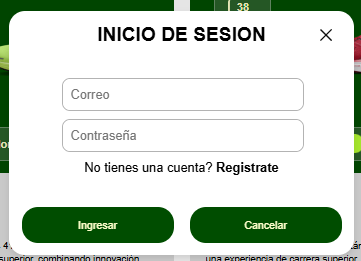 38
INICIO DE SESION
Correo
Contraseña
No tienes una cuenta? Registrate
Ingresar
Cancelar
superior, combinando innovación
una experiencia de carrera superior